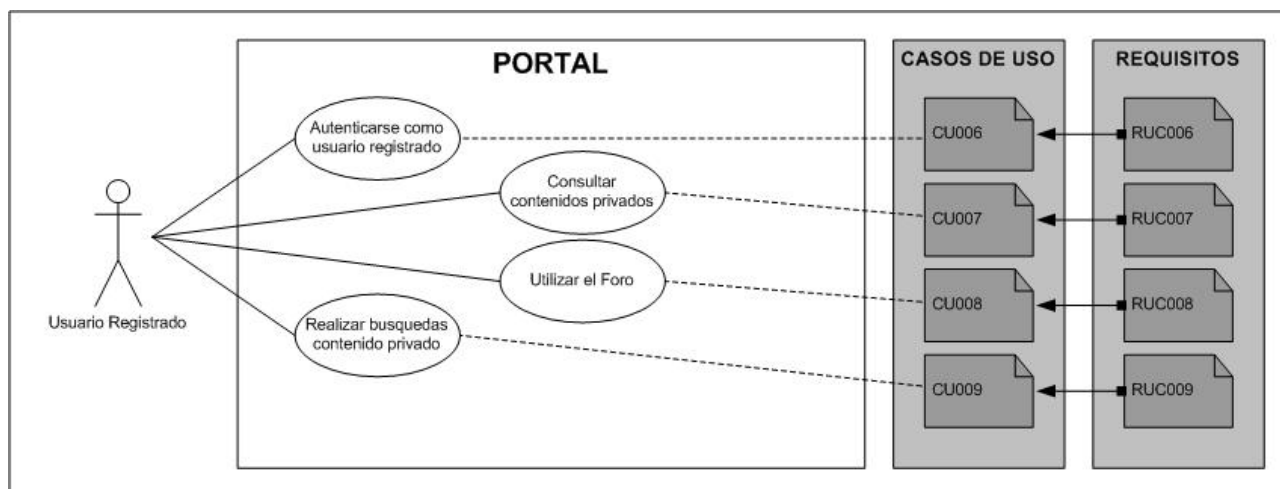 PORTAL
CASOS DE USO
REQUISITOS
Autenticarse como
usuario registrado
CU006
RUC006
Consultar
contenidos privados
CU007
RUC007
Utilizar el Foro
CU008
RUC008
Usuario Registrado
Realizar busquedas
contenido privado
CU009
RUC009